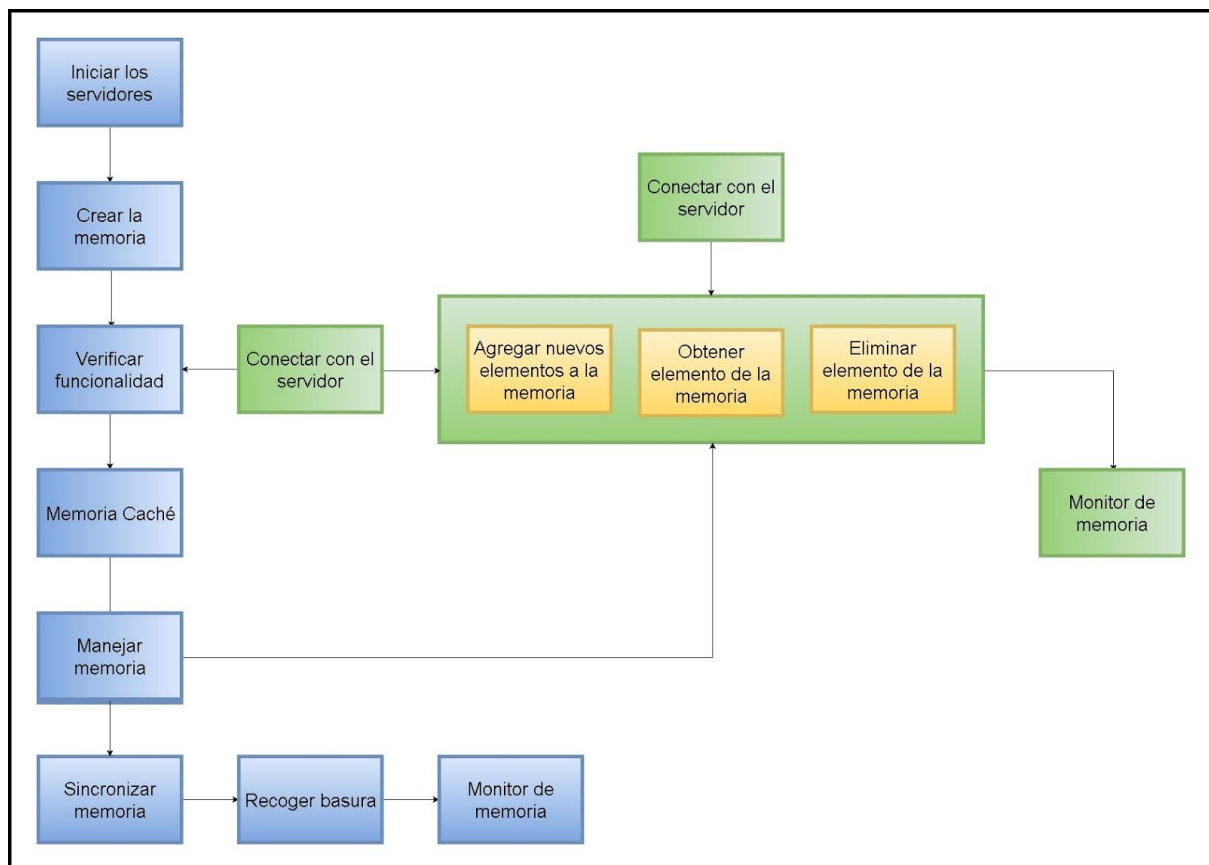 Iniciar los
servidores
Crear la
memoria
Conectar con el
servidor
Verificar
funcionalidad
Conectar con el
servidor
Agregar nuevos
elementos a la
memoria
Obtener
elemento de la
memoria
Eliminar
elemento de la
memoria
Memoria Caché
Monitor de
memoria
Manejar
memoria
Sincronizar
memoria
Recoger basura
Monitor de
memoria